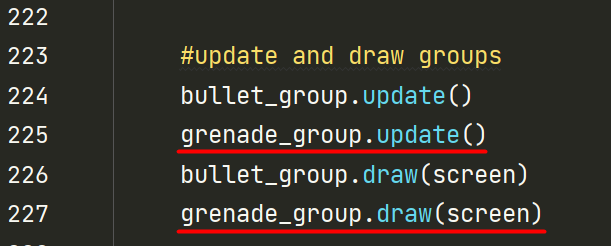 222
223 #update and draw groups
224 bullet_group.update()
225 grenade_group.update()
226 bullet_group.draw(screen)
227 grenade_group.draw(screen)